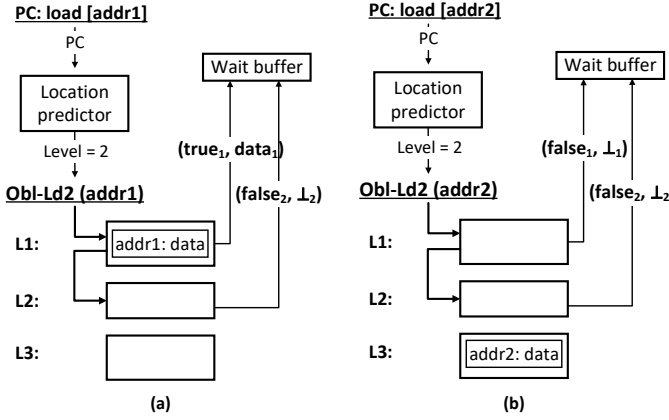 PC: load [addr1]
PC
Wait buffer
Location
predictor
Level = 2
(true₁, data₁)
(false₂, ⊥₂)
Obl-Ld2 (addr1)
L1:
addr1: data
L2:
L3:
(a)
PC: load [addr2]
PC
Wait buffer
Location
predictor
Level = 2
(false₁, ⊥₁)
(false₂, ⊥₂)
Obl-Ld2 (addr2)
L1:
L2:
L3:
addr2: data
(b)